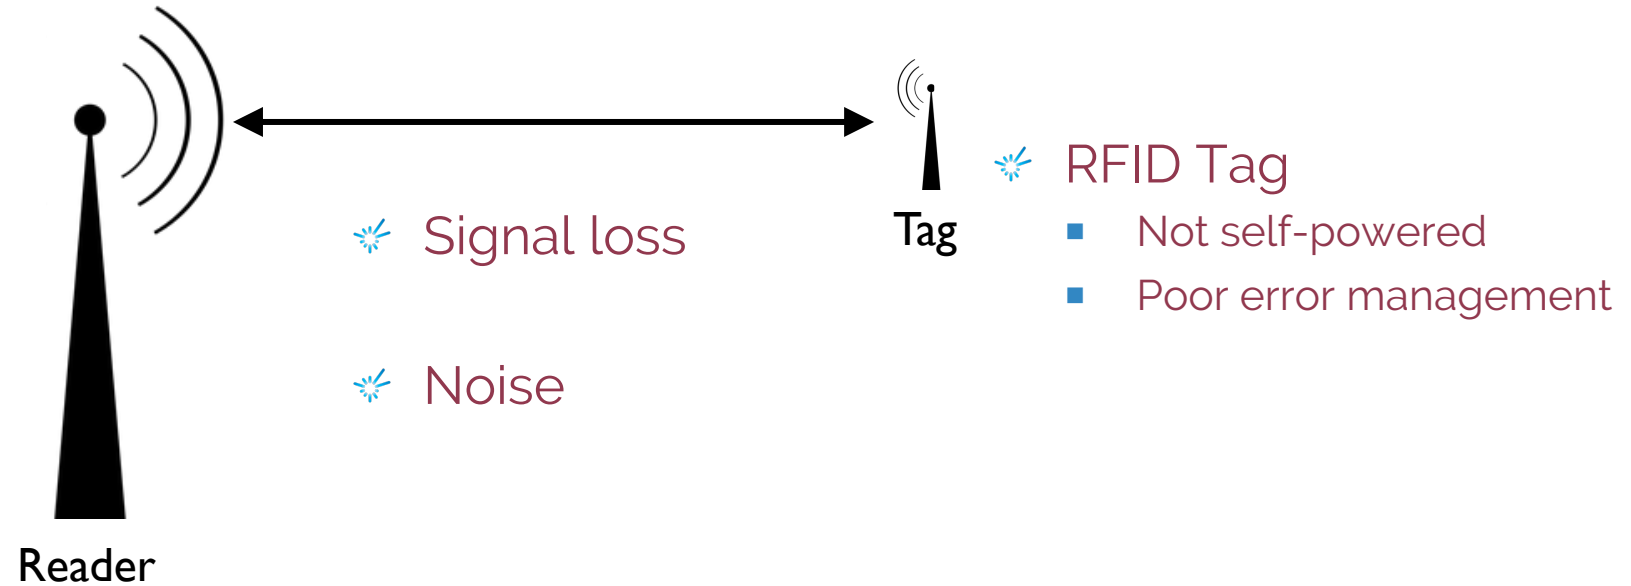 RFID Tag
Tag
Signal loss
Not self-powered
Poor error management
Noise
Reader